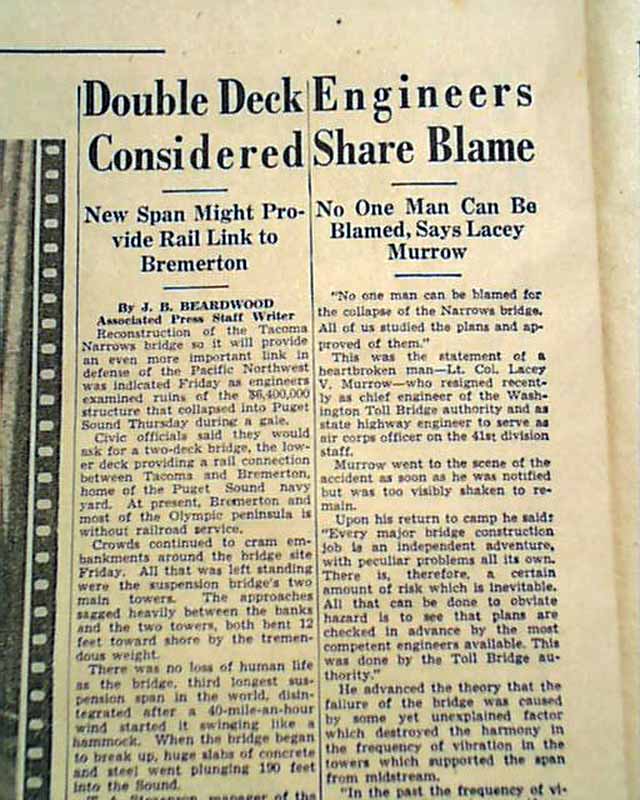 Double Deck
Considered
New Span Might Pro-
vide Rail Link to
Bremerton
By J. B. BEARDWOOD
Associated Press Staff Writer
Reconstruction of the Tacoma
Narrows bridge so it will provide
an even more important link in
defense of the Pacific Northwest
was indicated Friday as engineers
examined ruins of the $6,400,000
structure that collapsed into Puget
Sound Thursday during a gale.
Civic officials said they would
ask for a two-deck bridge, the low-
er deck providing a rail connection
between Tacoma and Bremerton,
home of the Puget Sound navy
yard. At present, Bremerton and
most of the Olympic peninsula is
without railroad service.
Crowds continued to cram em-
bankments around the bridge site
Friday. All that was left standing
were the suspension bridge's two
main towers. The approaches
sagged heavily between the banks
and the two towers, both bent 12
feet toward shore by the tremen-
dous weight.
There was no loss of human life
as the bridge, third longest sus-
pension span in the world, disin-
tegrated after a 40-mile-an-hour
wind started it swinging like a
hammock. When the bridge began
to break up, huge slabs of concrete
and steel went plunging 190 feet
into the Sound.
manager of the
Engineers
Share Blame
No One Man Can Be
Blamed, Says Lacey
Murrow
"No one man can be blamed for
the collapse of the Narrows bridge.
All of us studied the plans and ap-
proved of them."
This was the statement of a
heartbroken man—Lt. Col. Lacey
V. Murrow—who resigned recent-
ly as chief engineer of the Wash-
ington Toll Bridge authority and as
state highway engineer to serve as
air corps officer on the 41st division
staff.
Murrow went to the scene of the
accident as soon as he was notified
but was too visibly shaken to re-
main.
Upon his return to camp he said:
"Every major bridge construction
job is an independent adventure,
with peculiar problems all its own.
There is, therefore, a certain
amount of risk which is inevitable.
All that can be done to obviate
hazard is to see that plans are
checked in advance by the most
competent engineers available. This
was done by the Toll Bridge au-
thority."
He advanced the theory that the
failure of the bridge was caused
by some yet unexplained factor
which destroyed the harmony in
the frequency of vibration in the
towers which supported the span
from midstream.
"In the past the frequency of vi-